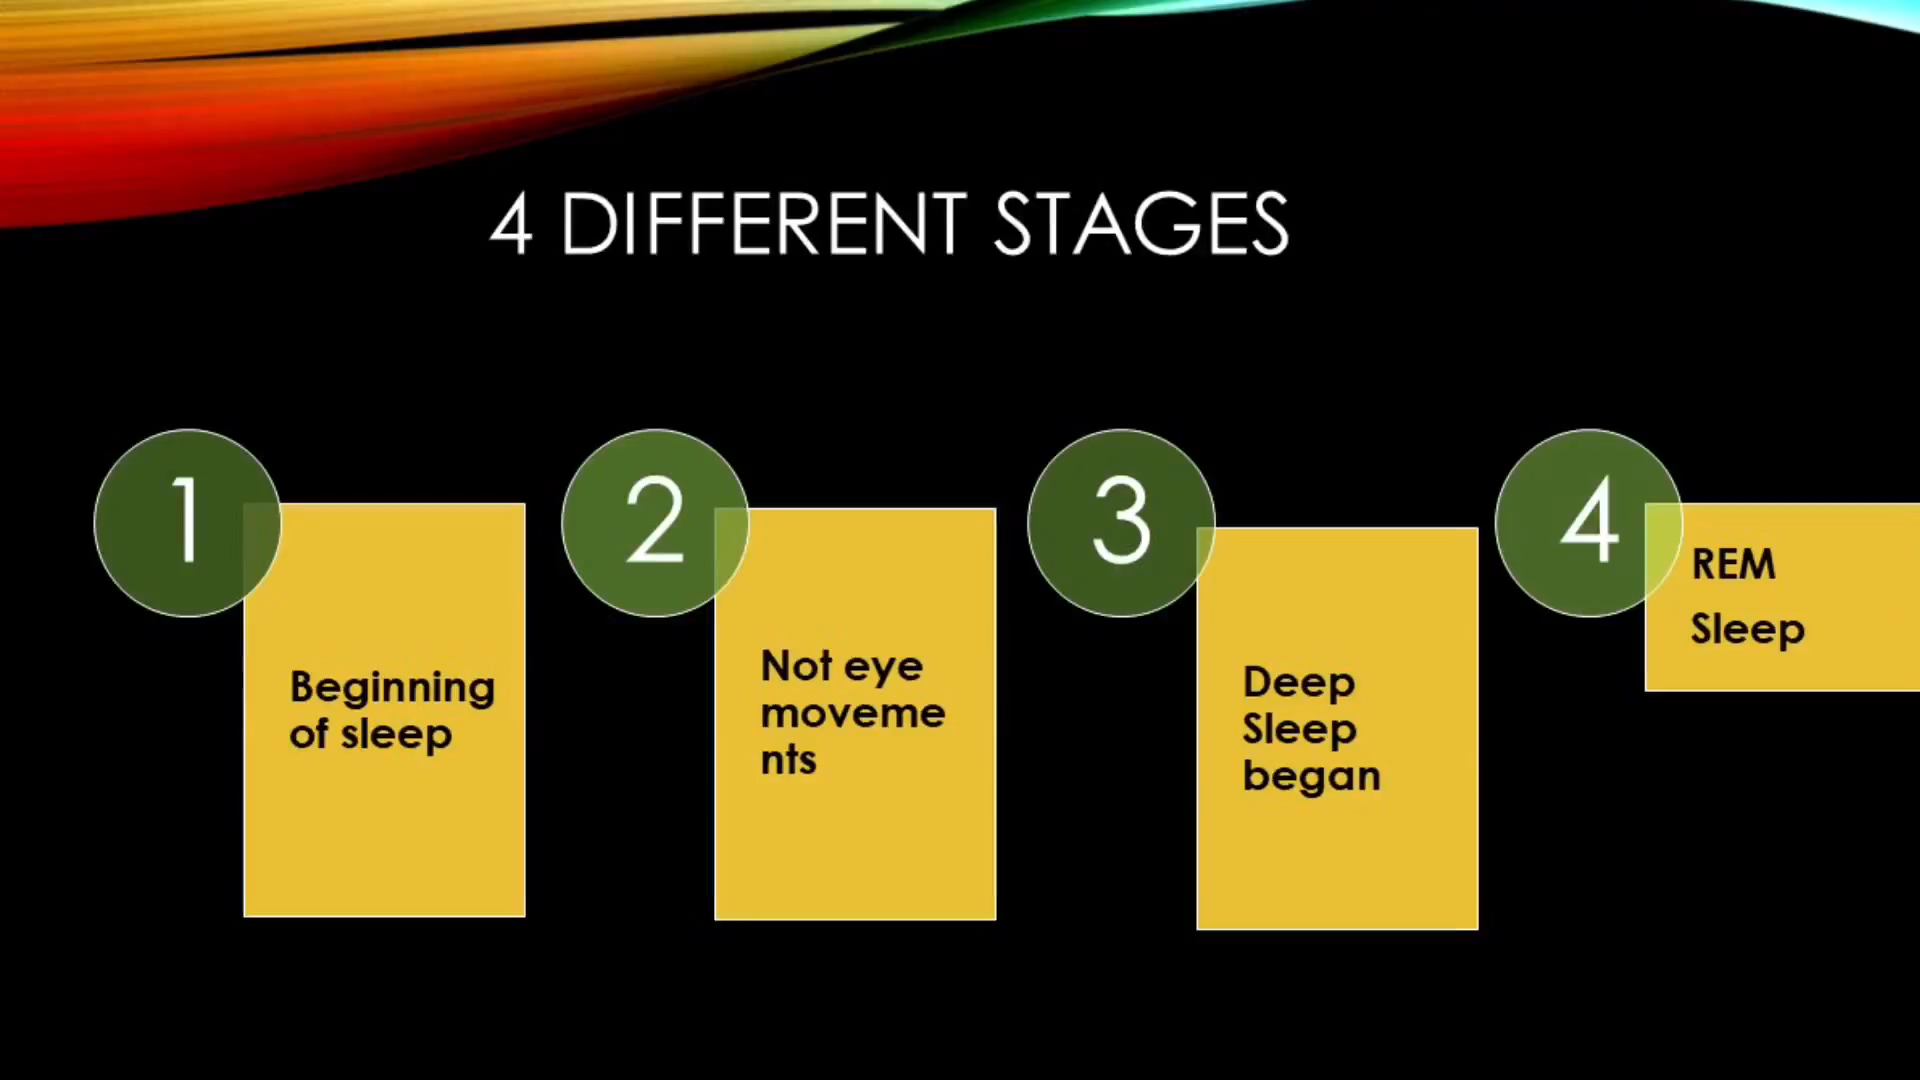 4 DIFFERENT STAGES
1
Beginning
of sleep
2
Not eye
moveme
nts
3
Deep
Sleep
began
4
REM
Sleep